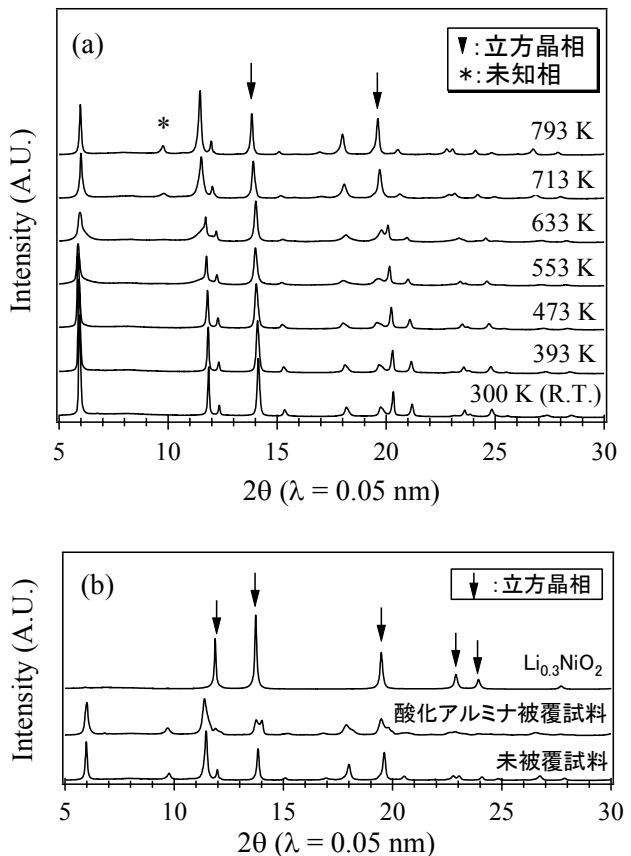 (a)
▼:立方晶相
*:未知相
*
793 K
713 K
633 K
553 K
473 K
393 K
300 K (R.T.)
Intensity (A.U.)
5 10 15 20 25 30
2θ (λ = 0.05 nm)
(b)
:立方晶相
Li0.3NiO2
酸化アルミナ被覆試料
未被覆試料
Intensity (A.U.)
5 10 15 20 25 30
2θ (λ = 0.05 nm)